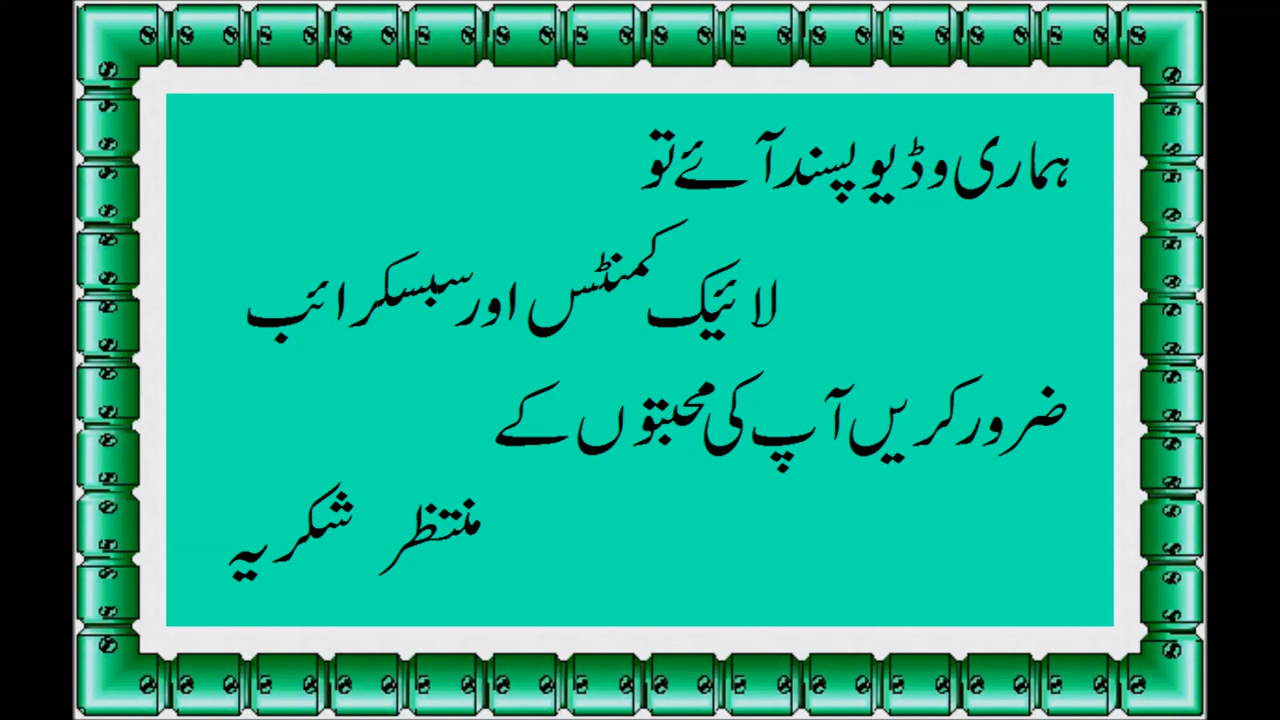 ہماری وڈیو پسند آئے تو
لائیک کمنٹس اور سبسکرائب
ضرور کریں آپ کی محبتوں کے
منتظر شکریہ